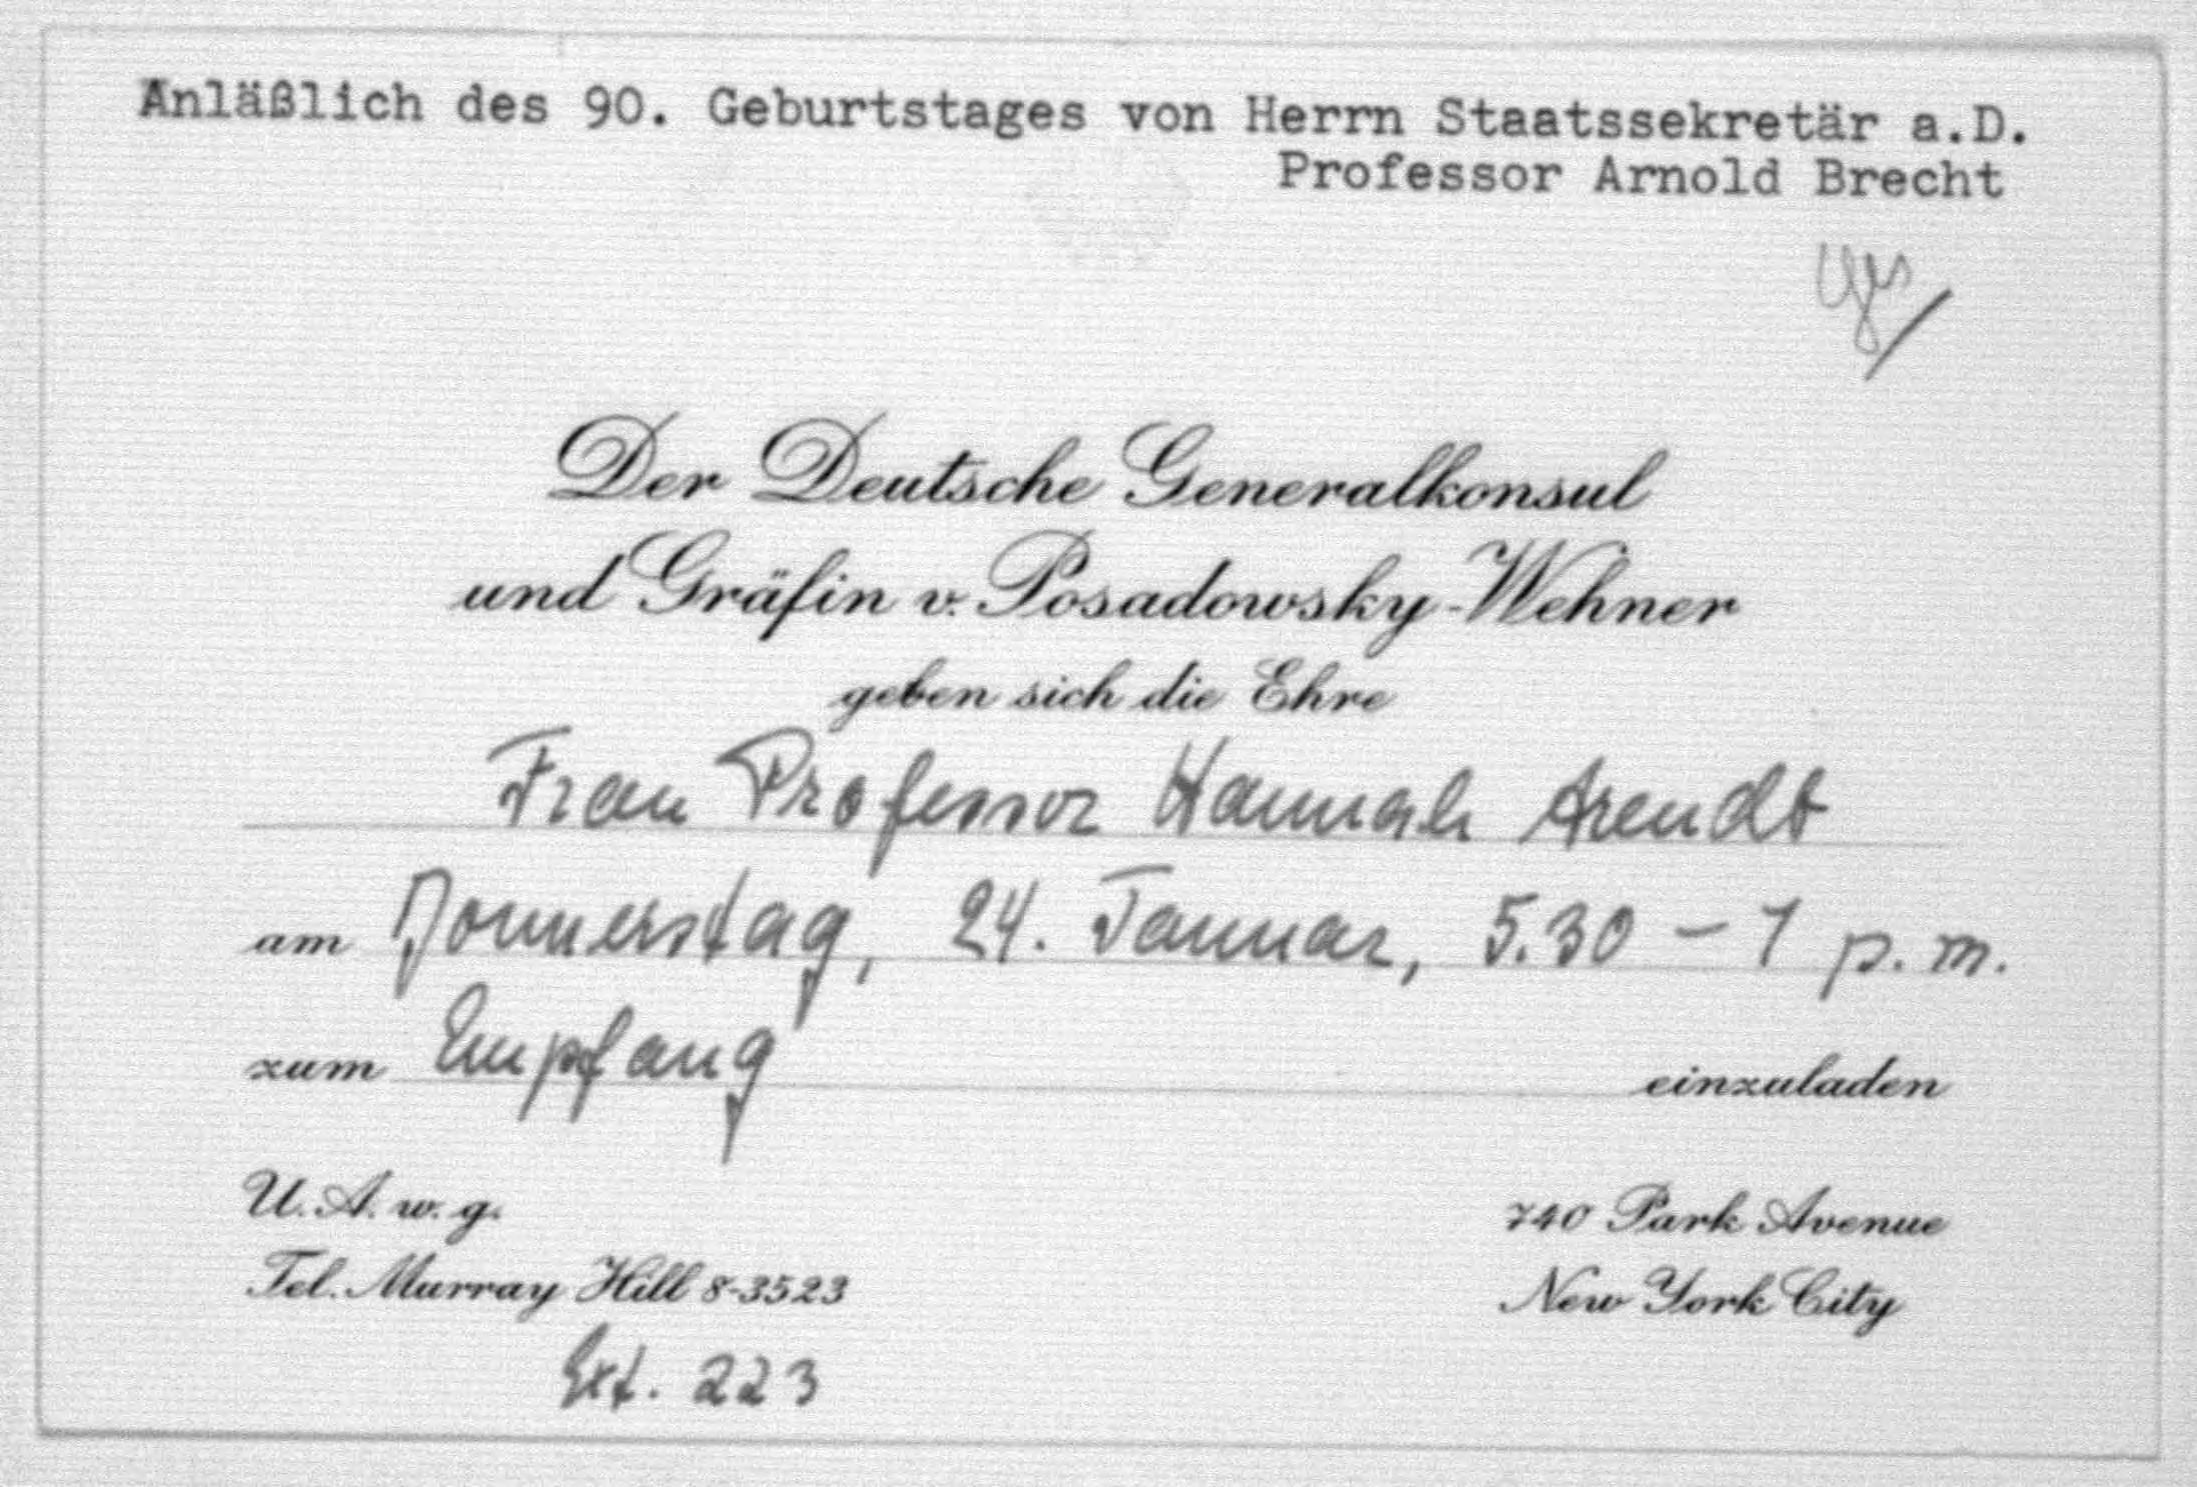 Anläßlich des 90. Geburtstages von Herrn Staatssekretär a.D.
Professor Arnold Brecht
yes
Der Deutsche Generalkonsul
und Gräfin v. Posadowsky-Wehner
geben sich die Ehre
Frau Professor Hannah Arendt
am Donnerstag, 24. Januar, 5.30 – 7 p.m.
zum Empfang einzuladen
U. A. w. g.
Tel. Murray Hill 8-3523
Ext. 223
740 Park Avenue
New York City